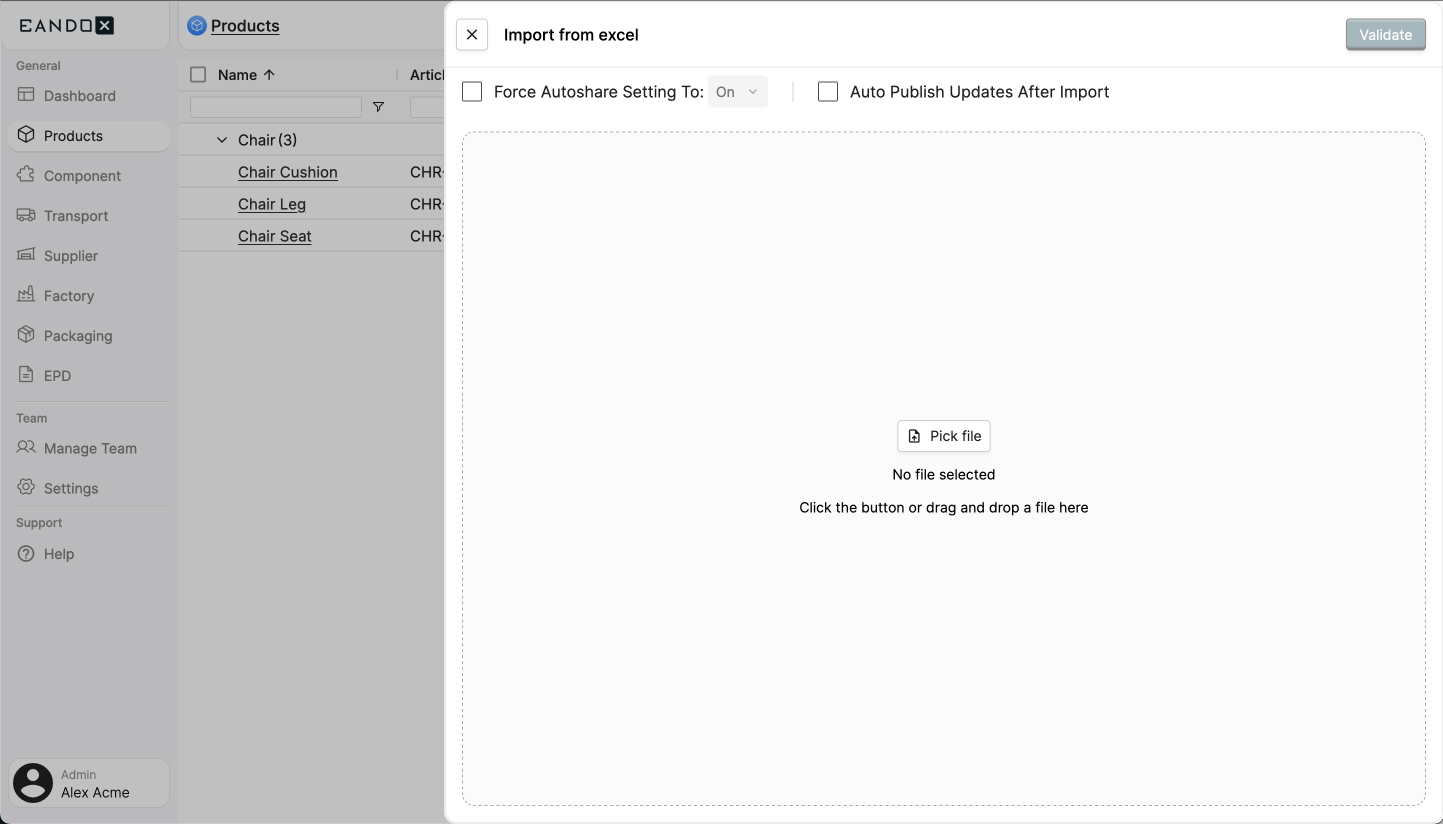 EANDOX
General
Dashboard
Products
Component
Transport
Supplier
Factory
Packaging
EPD
Team
Manage Team
Settings
Support
Help
Admin
Alex Acme
Products
Name
Chair (3)
Chair Cushion
CHR-
Chair Leg
CHR-
Chair Seat
CHR-
Import from excel
Validate
Force Autoshare Setting To: On
Auto Publish Updates After Import
Pick file
No file selected
Click the button or drag and drop a file here